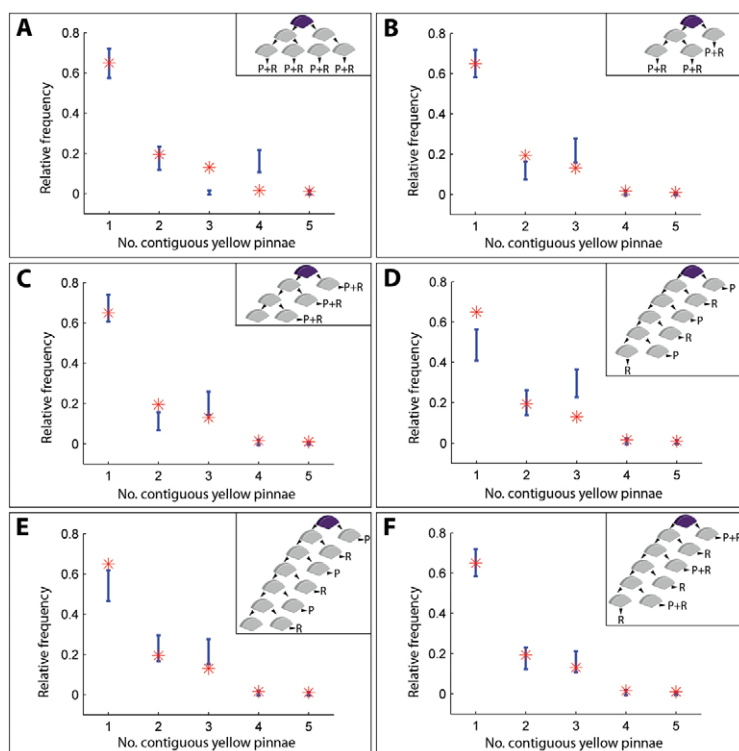 A
B
0.8
0.6
0.4
0.2
0
Relative frequency
1 2 3 4 5
No. contiguous yellow pinnae
P+R P+R P+R P+R
0.8
0.6
0.4
0.2
0
Relative frequency
1 2 3 4 5
No. contiguous yellow pinnae
P+R
P+R P+R
C
D
0.8
0.6
0.4
0.2
0
Relative frequency
1 2 3 4 5
No. contiguous yellow pinnae
P+R
P+R
P+R
0.8
0.6
0.4
0.2
0
Relative frequency
1 2 3 4 5
No. contiguous yellow pinnae
P
R
P
R
P
R
E
F
0.8
0.6
0.4
0.2
0
Relative frequency
1 2 3 4 5
No. contiguous yellow pinnae
P
R
P
R
P
R
0.8
0.6
0.4
0.2
0
Relative frequency
1 2 3 4 5
No. contiguous yellow pinnae
P+R
R
P+R
R
P+R
R